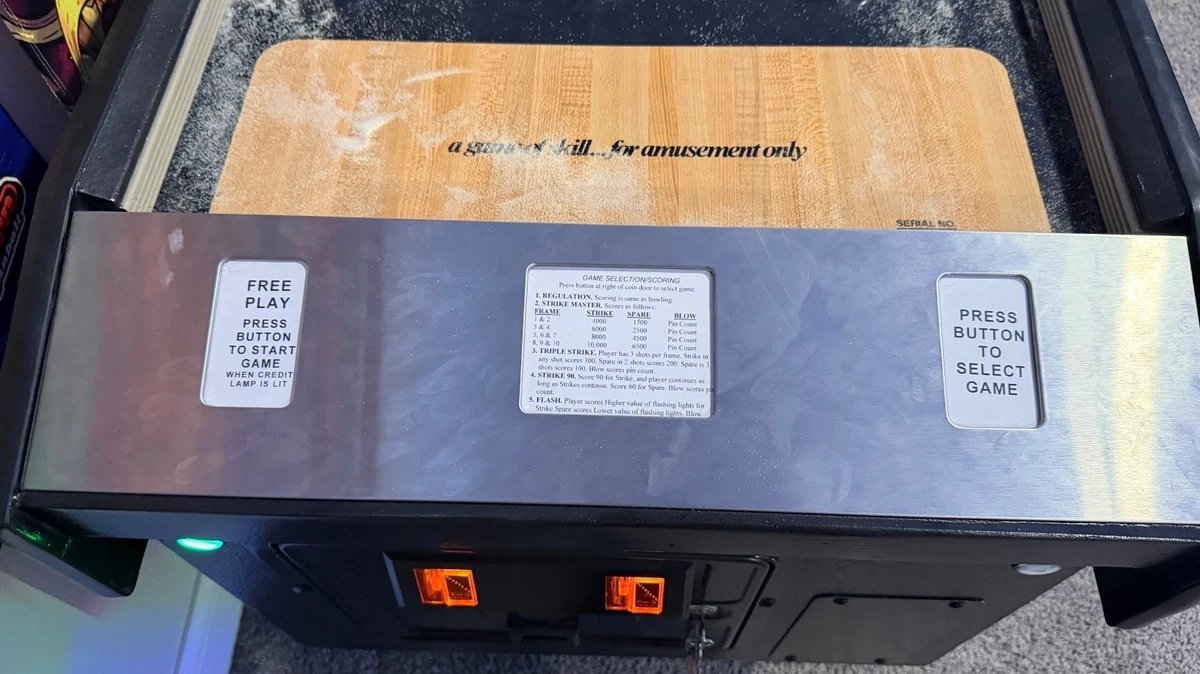 a game of skill... for amusement only
SERIAL NO.
FREE
PLAY
PRESS
BUTTON
TO START
GAME
WHEN CREDIT
LAMP IS LIT
GAME SELECTION/SCORING
Press button at right of coin door to select game.
1. REGULATION. Scoring is same as bowling.
2. STRIKE MASTER. Scores as follows:
FRAME STRIKE SPARE BLOW
1 & 2 4000 1500 Pin Count
3 & 4 6000 2500 Pin Count
5, 6 & 7 8000 4500 Pin Count
8, 9 & 10 10,000 6500 Pin Count
3. TRIPLE STRIKE. Player has 3 shots per frame. Strike in
any shot scores 300, Spare in 2 shots scores 200. Spare is 3
shots scores 100. Blow scores pin count.
4. STRIKE 90. Score 90 for Strike, and player continues as
long as Strikes continue. Score 60 for Spare. Blow scores p
count.
5. FLASH. Player scores Higher value of flashing lights for
Strike Spare scores Lower value of flashing lights. Blow
PRESS
BUTTON
TO
SELECT
GAME